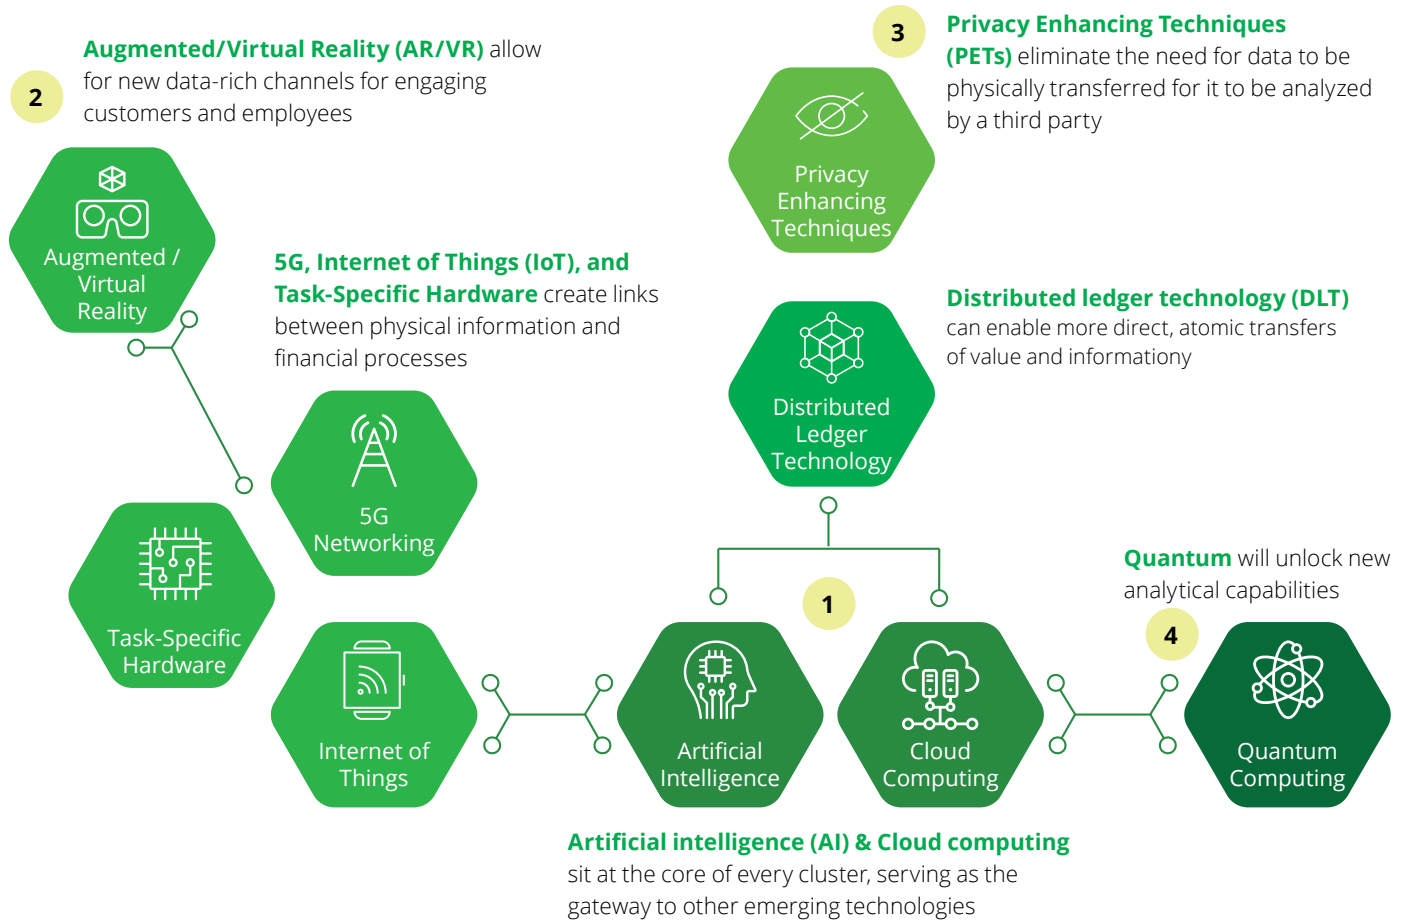 2
Augmented/Virtual Reality (AR/VR) allow
for new data-rich channels for engaging
customers and employees
Augmented /
Virtual
Reality
5G, Internet of Things (IoT), and
Task-Specific Hardware create links
between physical information and
financial processes
5G
Networking
Task-Specific
Hardware
Internet of
Things
3
Privacy Enhancing Techniques
(PETs) eliminate the need for data to be
physically transferred for it to be analyzed
by a third party
Privacy
Enhancing
Techniques
Distributed ledger technology (DLT)
can enable more direct, atomic transfers
of value and informationy
Distributed
Ledger
Technology
1
Artificial
Intelligence
Cloud
Computing
Quantum will unlock new
analytical capabilities
4
Quantum
Computing
Artificial intelligence (AI) & Cloud computing
sit at the core of every cluster, serving as the
gateway to other emerging technologies